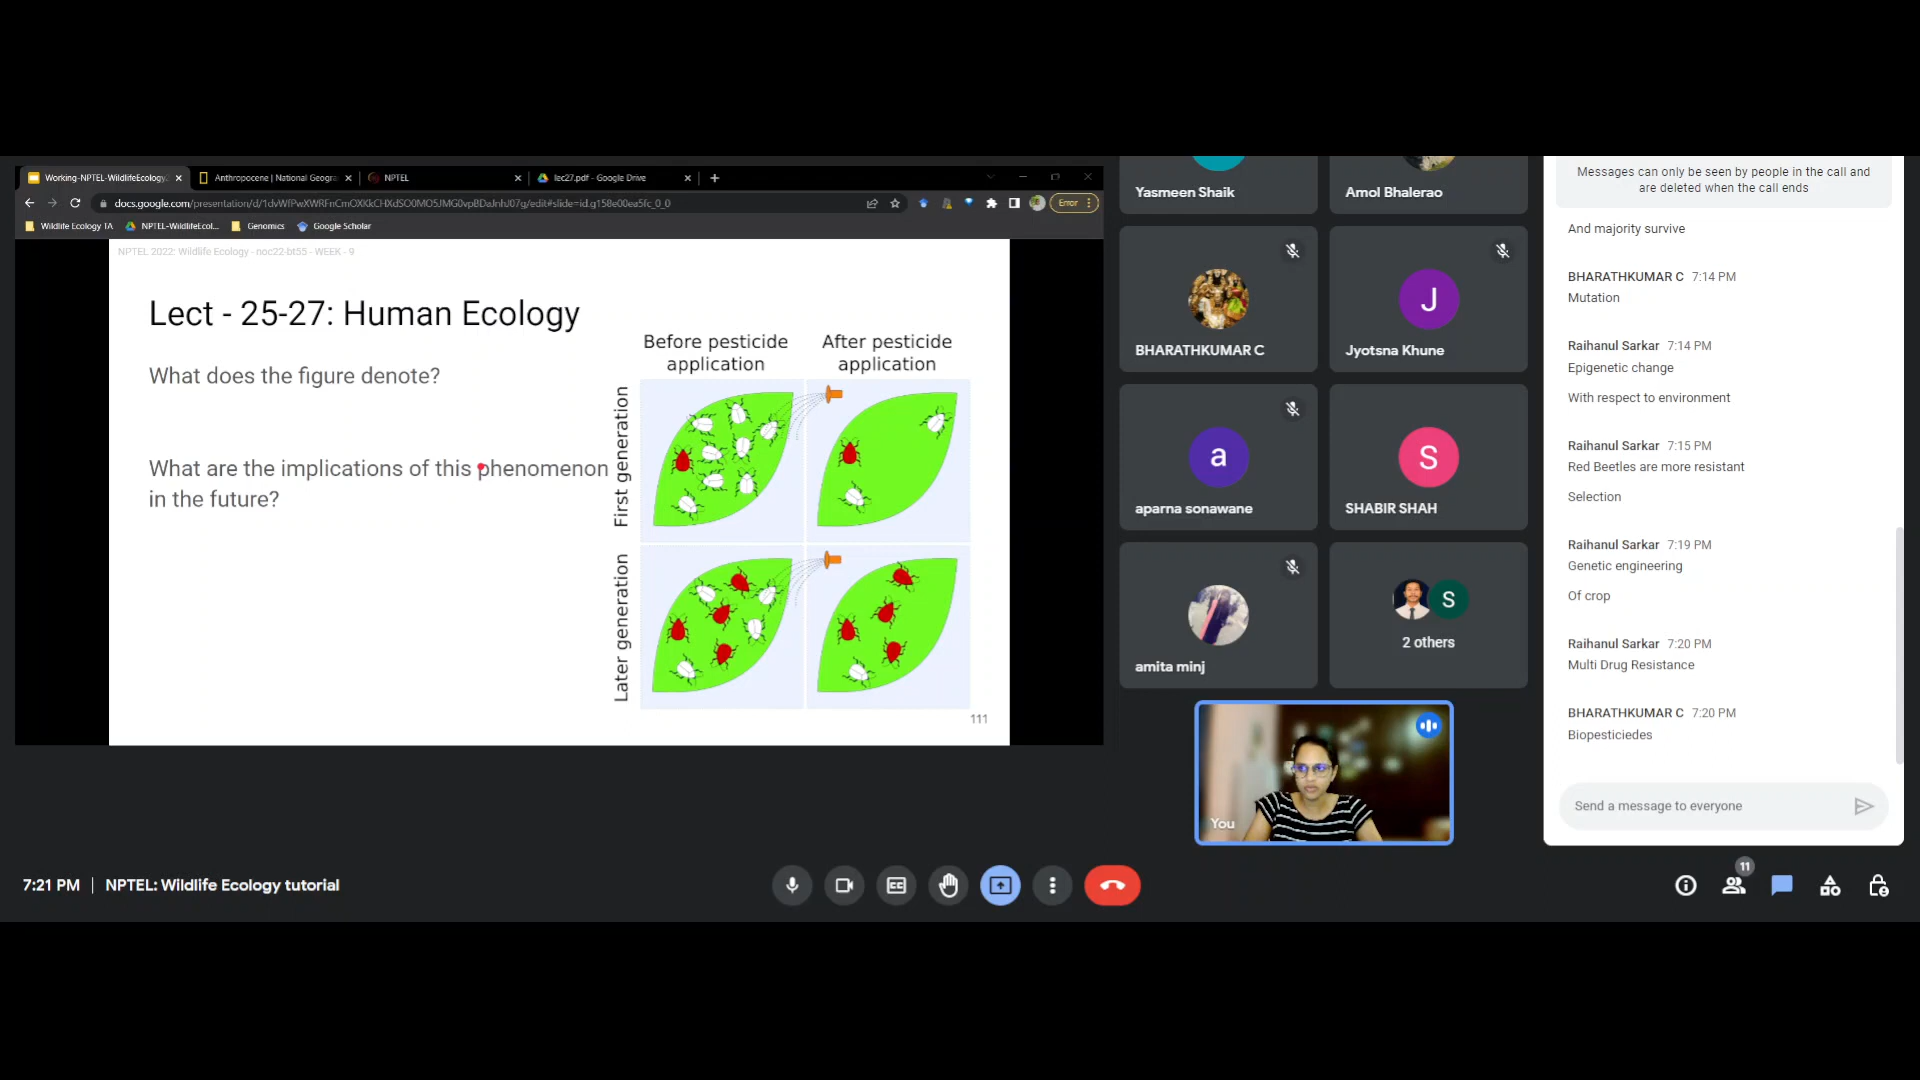 Working-NPTEL-WildlifeEcology
Anthropocene | National Geogra
NPTEL
lec27.pdf - Google Drive
Error
Wildlife Ecology TA
NPTEL-WildlifeEcol...
Genomics
Google Scholar
NPTEL 2022: Wildlife Ecology - noc22-bt55 - WEEK - 9
Lect - 25-27: Human Ecology
What does the figure denote?
What are the implications of this phenomenon
in the future?
Before pesticide
application
After pesticide
application
First generation
Later generation
111
Yasmeen Shaik
Amol Bhalerao
BHARATHKUMAR C
J
Jyotsna Khune
a
aparna sonawane
S
SHABIR SHAH
amita minj
S
2 others
You
Messages can only be seen by people in the call and
are deleted when the call ends
And majority survive
BHARATHKUMAR C 7:14 PM
Mutation
Raihanul Sarkar 7:14 PM
Epigenetic change
With respect to environment
Raihanul Sarkar 7:15 PM
Red Beetles are more resistant
Selection
Raihanul Sarkar 7:19 PM
Genetic engineering
Of crop
Raihanul Sarkar 7:20 PM
Multi Drug Resistance
BHARATHKUMAR C 7:20 PM
Biopesticiedes
Send a message to everyone
7:21 PM | NPTEL: Wildlife Ecology tutorial
11